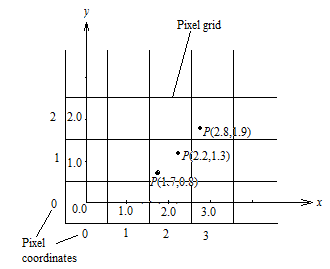 y
Pixel grid
2 2.0
P(2.8,1.9)
1 1.0
P(2.2,1.3)
P(1.7,0.8)
0 0.0 1.0 2.0 3.0 x
0 1 2 3
Pixel
coordinates